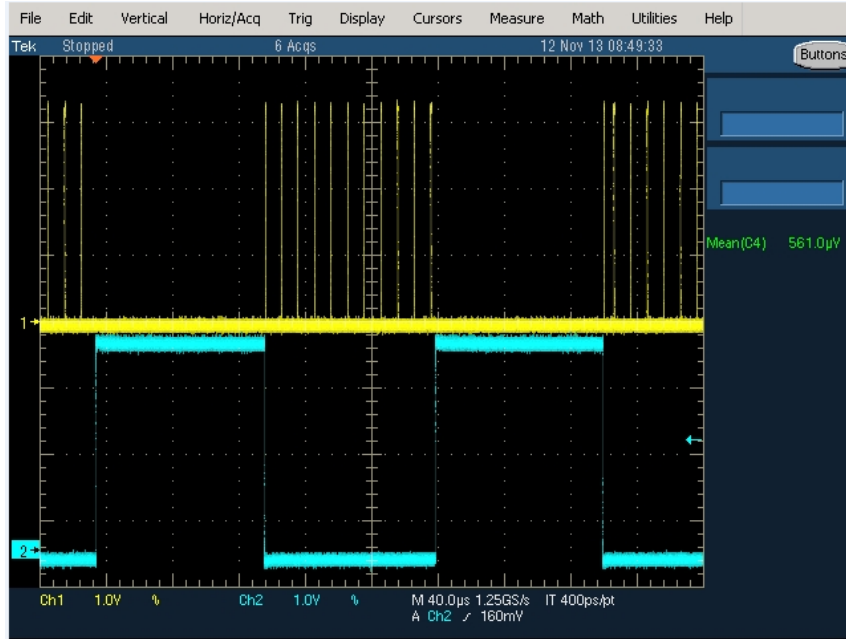 File Edit Vertical Horiz/Acq Trig Display Cursors Measure Math Utilities Help
Tek Stopped 6 Acqs 12 Nov 13 08:49:33
Buttons
Mean(C4) 561.0µV
1
2
Ch1 1.0V Ch2 1.0V M 40.0µs 1.25GS/s IT 400ps/pt
A Ch2 160mV